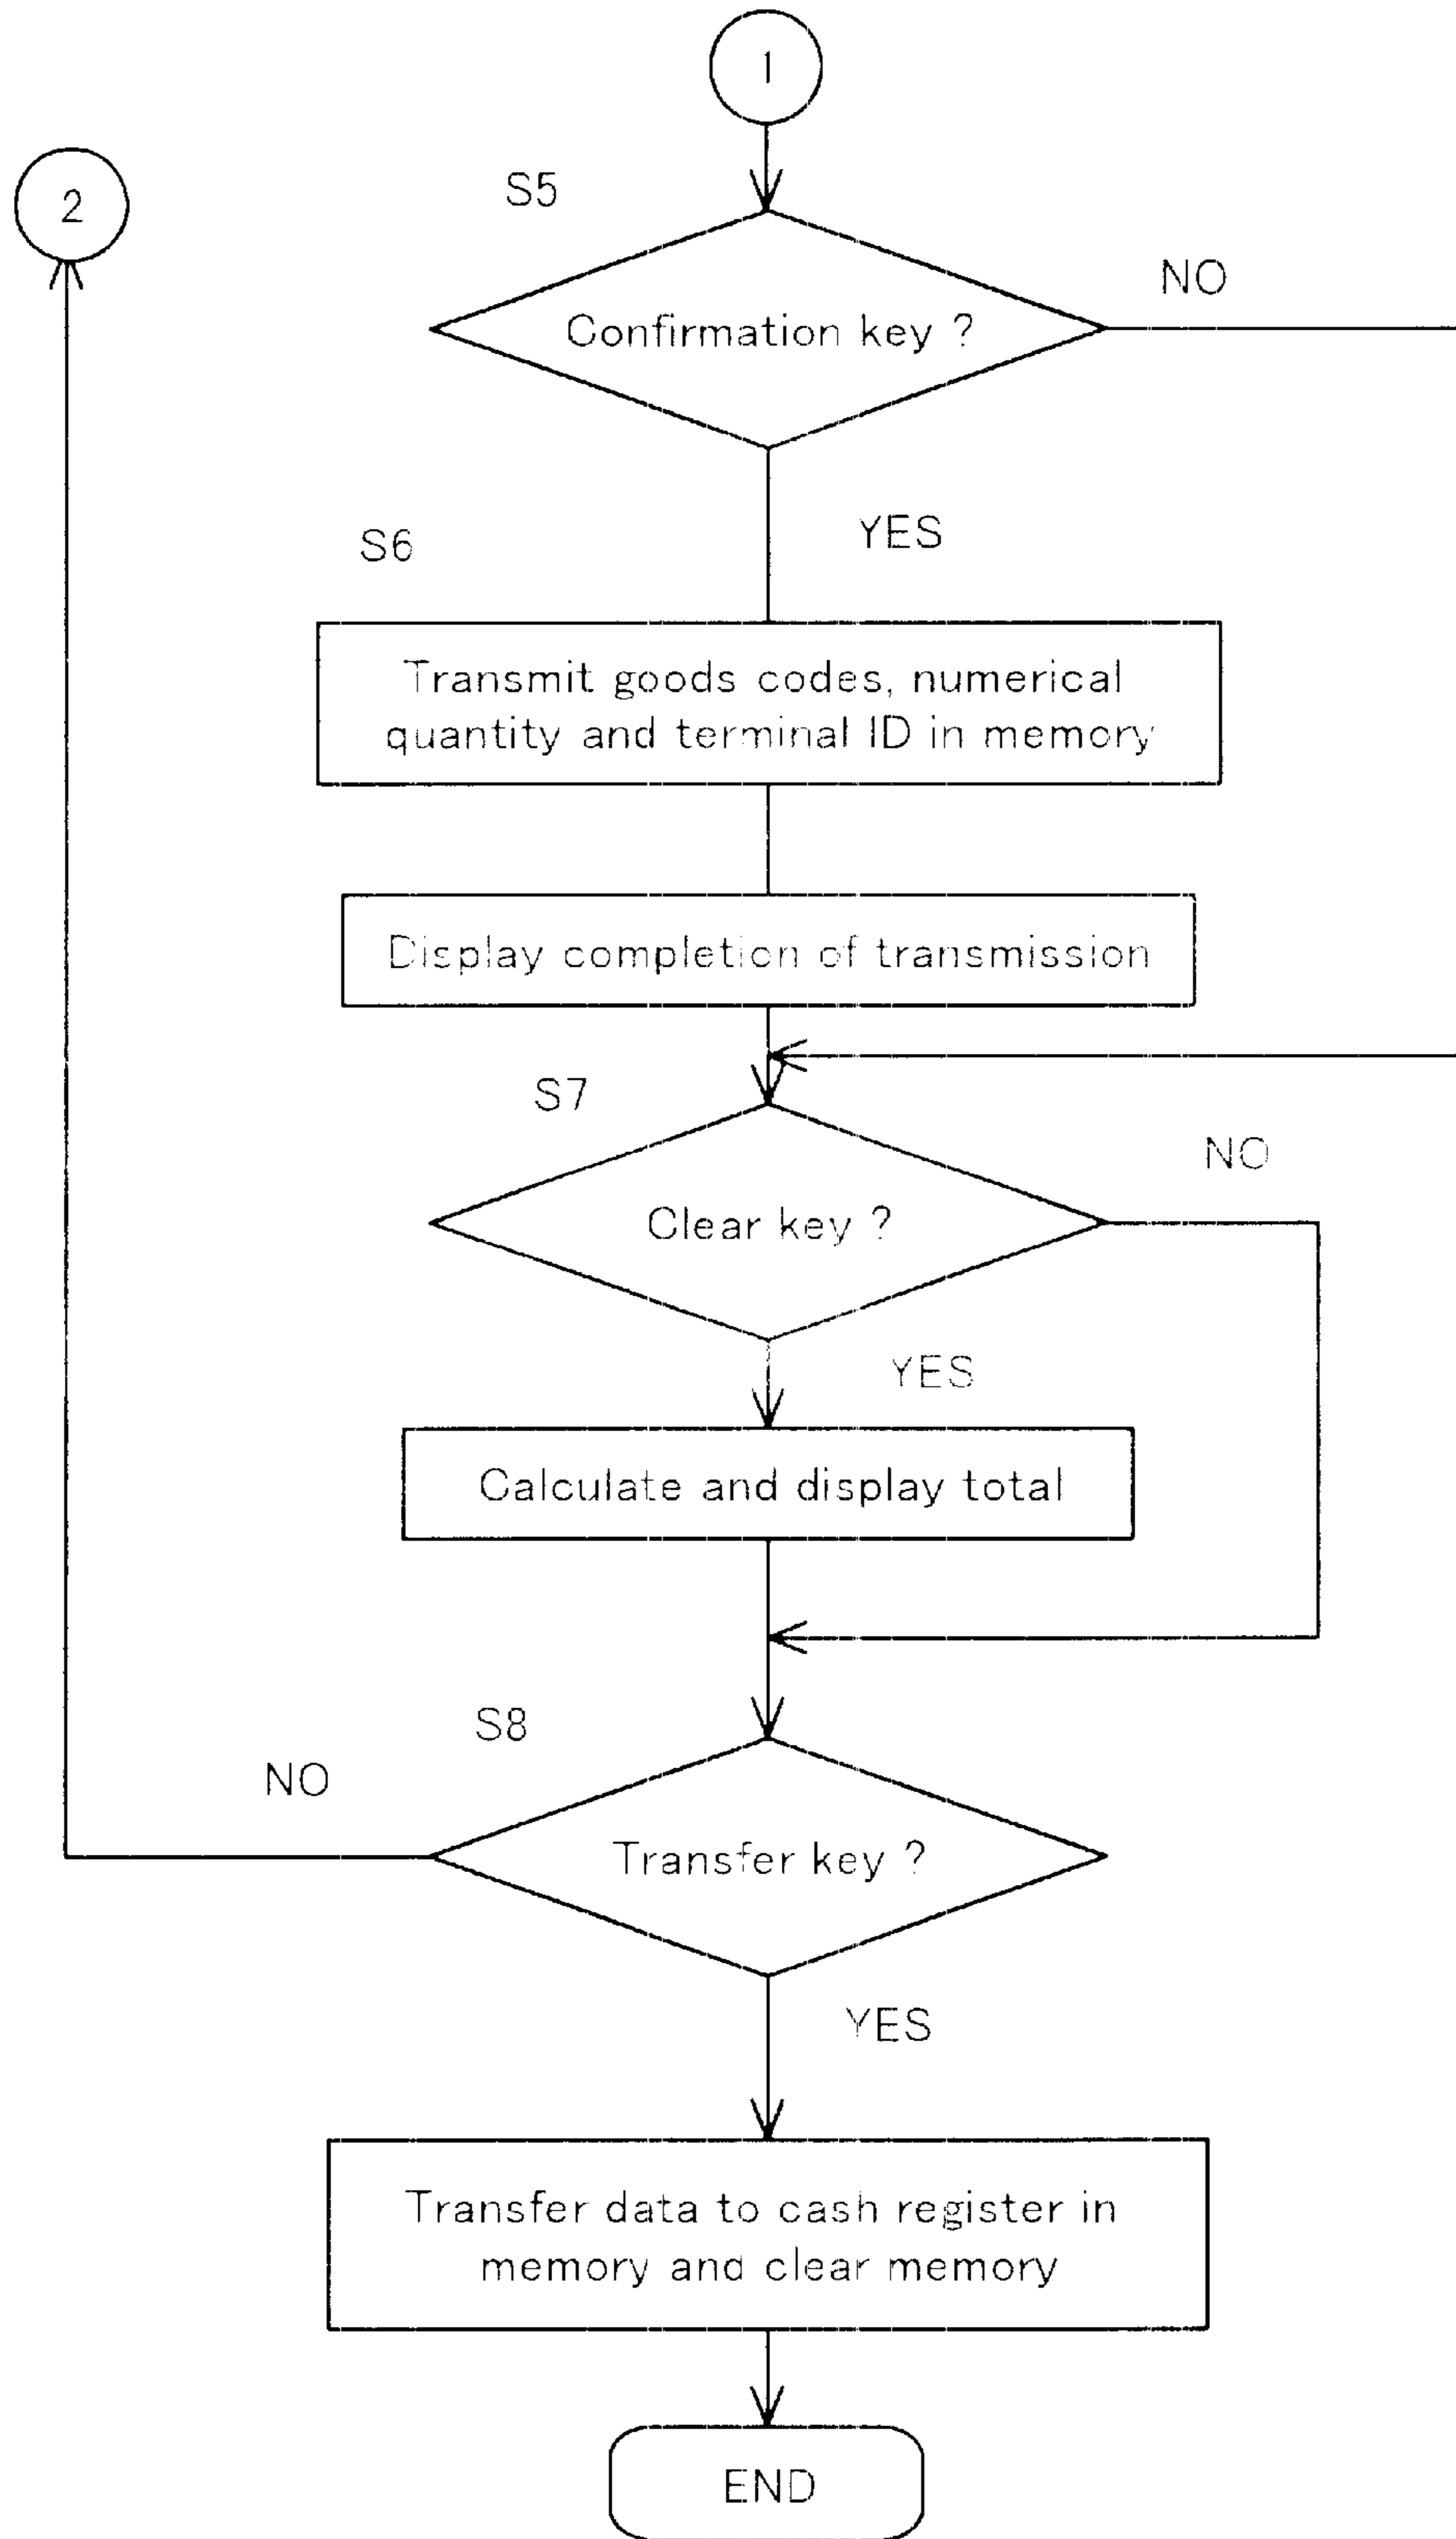 1
2
S5
NO
Confirmation key ?
S6
YES
Transmit goods codes, numerical
quantity and terminal ID in memory
Display completion of transmission
S7
NO
Clear key ?
YES
Calculate and display total
S8
NO
Transfer key ?
YES
Transfer data to cash register in
memory and clear memory
END